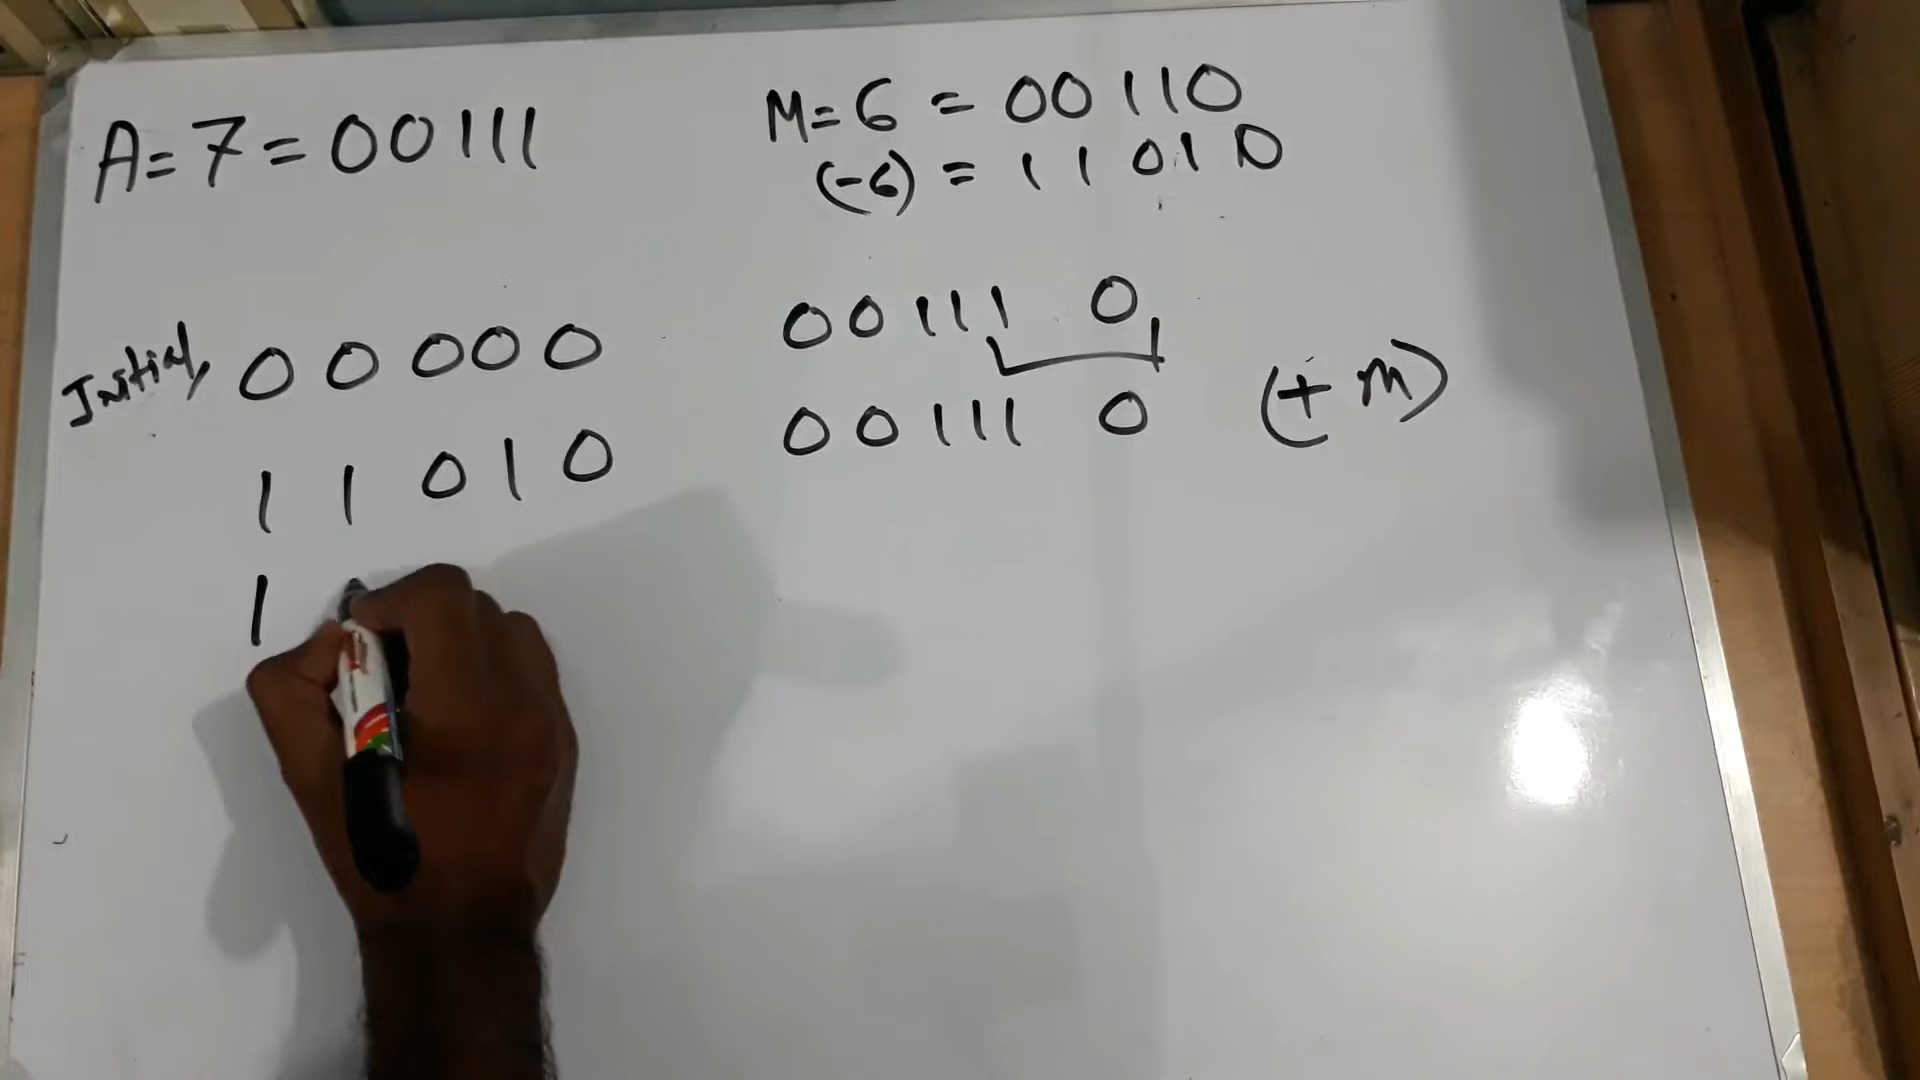 A=7=00111
M=6=00110
(-6)=11010
Initial, 00000 00111 0
11010 00111 0 (+M)
1